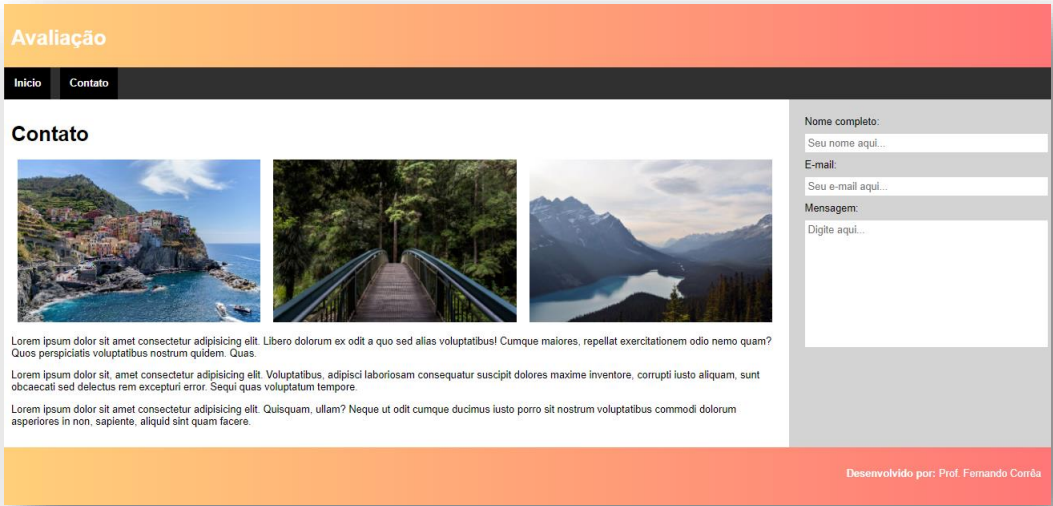 Avaliação
Inicio
Contato
Contato
Lorem ipsum dolor sit amet consectetur adipisicing elit. Libero dolorum ex odit a quo sed alias voluptatibus! Cumque maiores, repellat exercitationem odio nemo quam?
Quos perspiciatis voluptatibus nostrum quidem. Quas.
Lorem ipsum dolor sit, amet consectetur adipisicing elit. Voluptatibus, adipisci laboriosam consequatur suscipit dolores maxime inventore, corrupti iusto aliquam, sunt
obcaecati sed delectus rem excepturi error. Sequi quas voluptatum tempore.
Lorem ipsum dolor sit amet consectetur adipisicing elit. Quisquam, ullam? Neque ut odit cumque ducimus iusto porro sit nostrum voluptatibus commodi dolorum
asperiores in non, sapiente, aliquid sint quam facere.
Nome completo:
Seu nome aqui...
E-mail:
Seu e-mail aqui...
Mensagem:
Digite aqui...
Desenvolvido por: Prof. Fernando Corrêa